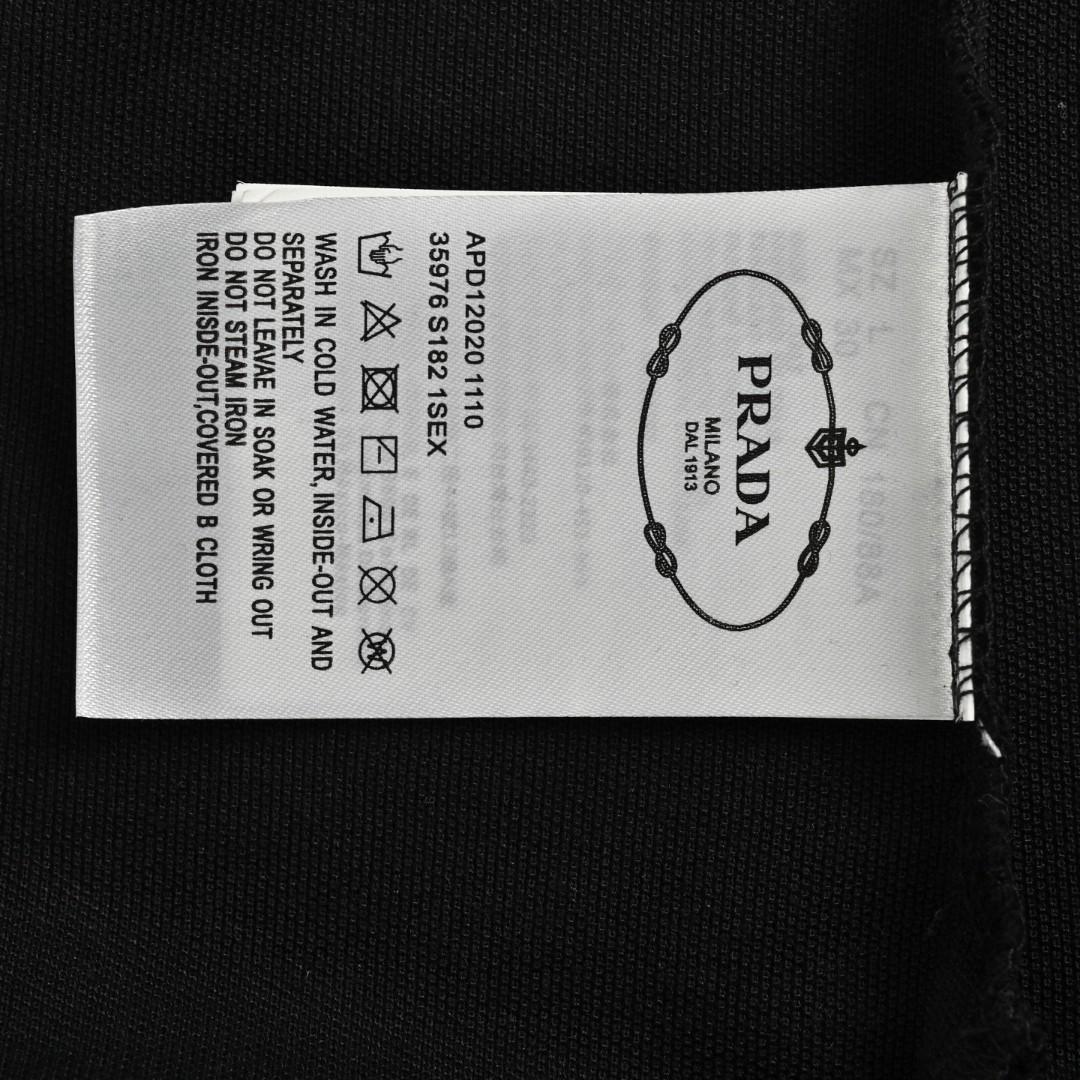 PRADA
MILANO
DAL 1913
APD12020 1110
35976 S182 1SEX
WASH IN COLD WATER, INSIDE-OUT AND
SEPARATELY
DO NOT LEAVAE IN SOAK OR WRING OUT
DO NOT STEAM IRON
IRON INISDE-OUT,COVERED B CLOTH